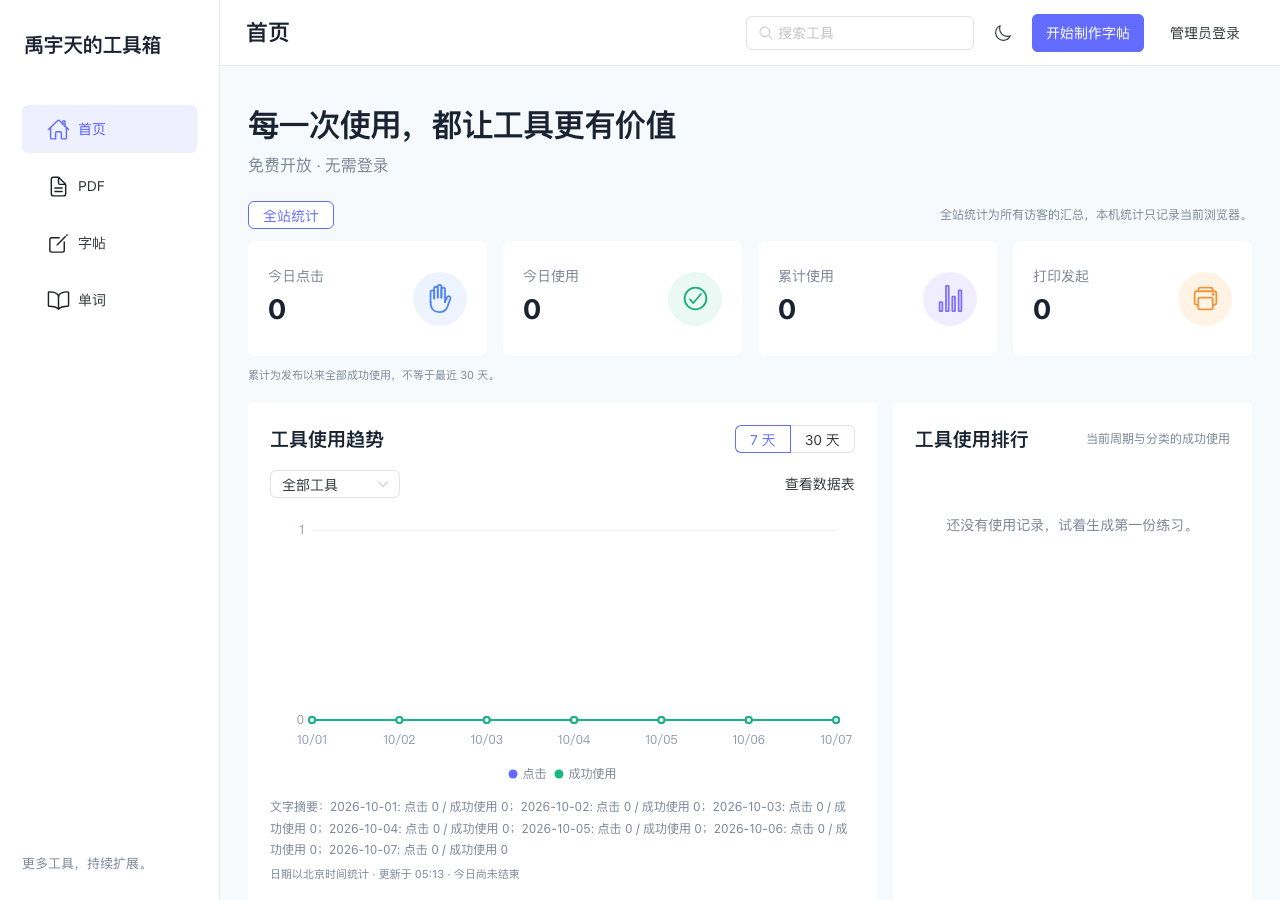 禹宇天的工具箱
首页
PDF
字帖
单词
更多工具，持续扩展。
首页
搜索工具
开始制作字帖
管理员登录
每一次使用，都让工具更有价值
免费开放 · 无需登录
全站统计
全站统计为所有访客的汇总，本机统计只记录当前浏览器。
今日点击
0
今日使用
0
累计使用
0
打印发起
0
累计为发布以来全部成功使用，不等于最近 30 天。
工具使用趋势
7 天
30 天
全部工具
查看数据表
1
0
10/01
10/02
10/03
10/04
10/05
10/06
10/07
点击
成功使用
文字摘要：2026-10-01: 点击 0 / 成功使用 0；2026-10-02: 点击 0 / 成功使用 0；2026-10-03: 点击 0 / 成
功使用 0；2026-10-04: 点击 0 / 成功使用 0；2026-10-05: 点击 0 / 成功使用 0；2026-10-06: 点击 0 / 成
功使用 0；2026-10-07: 点击 0 / 成功使用 0
日期以北京时间统计 · 更新于 05:13 · 今日尚未结束
工具使用排行
当前周期与分类的成功使用
还没有使用记录，试着生成第一份练习。